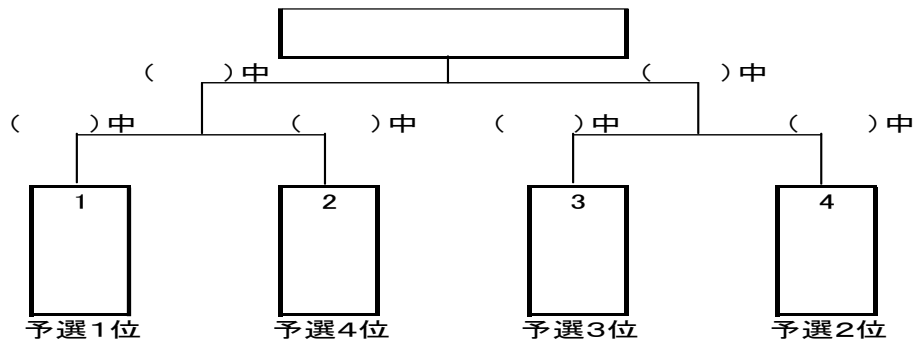 （　　　）中　（　　　）中
（　　　）中　（　　　）中　（　　　）中　（　　　）中
1　2　3　4
予選1位　予選4位　予選3位　予選2位